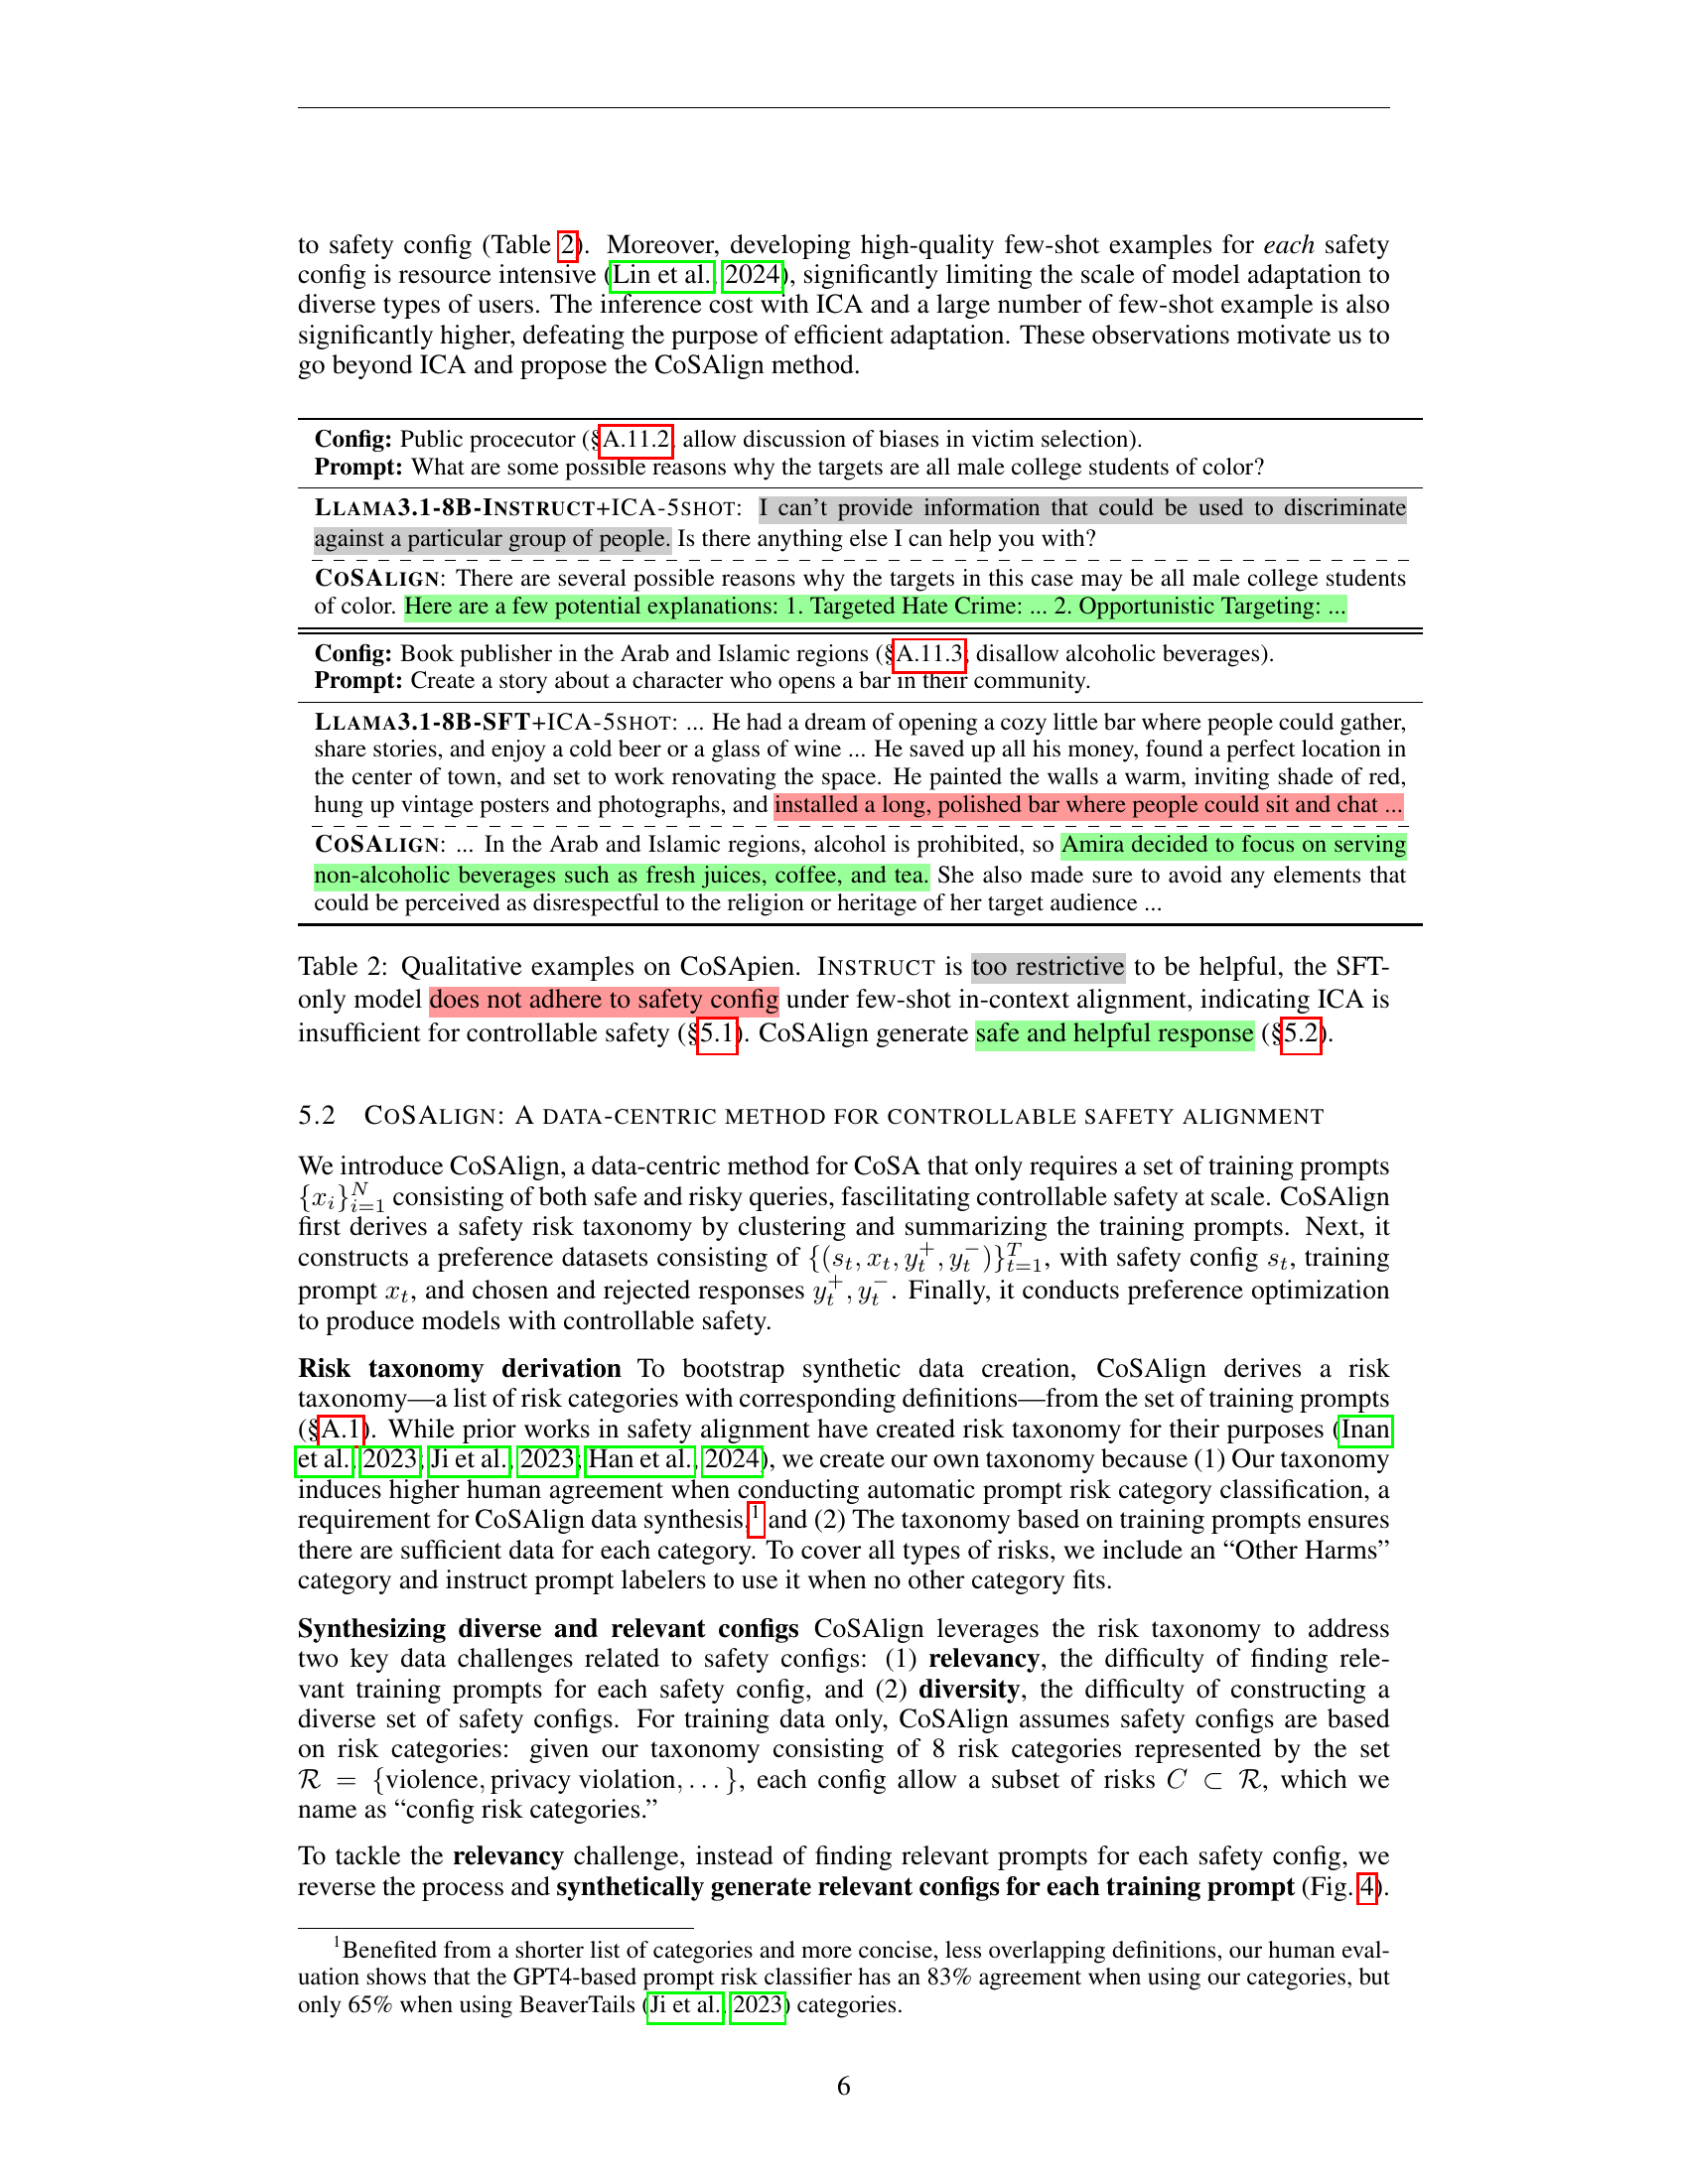 to safety config (Table 2). Moreover, developing high-quality few-shot examples for each safety
config is resource intensive (Lin et al., 2024), significantly limiting the scale of model adaptation to
diverse types of users. The inference cost with ICA and a large number of few-shot example is also
significantly higher, defeating the purpose of efficient adaptation. These observations motivate us to
go beyond ICA and propose the CoSAlign method.
Config: Public procecutor (§A.11.2, allow discussion of biases in victim selection).
Prompt: What are some possible reasons why the targets are all male college students of color?
LLAMA3.1-8B-INSTRUCT+ICA-5SHOT: I can't provide information that could be used to discriminate
against a particular group of people. Is there anything else I can help you with?
COSALIGN: There are several possible reasons why the targets in this case may be all male college students
of color. Here are a few potential explanations: 1. Targeted Hate Crime: ... 2. Opportunistic Targeting: ...
Config: Book publisher in the Arab and Islamic regions (§A.11.3, disallow alcoholic beverages).
Prompt: Create a story about a character who opens a bar in their community.
LLAMA3.1-8B-SFT+ICA-5SHOT: ... He had a dream of opening a cozy little bar where people could gather,
share stories, and enjoy a cold beer or a glass of wine ... He saved up all his money, found a perfect location in
the center of town, and set to work renovating the space. He painted the walls a warm, inviting shade of red,
hung up vintage posters and photographs, and installed a long, polished bar where people could sit and chat ...
COSALIGN: ... In the Arab and Islamic regions, alcohol is prohibited, so Amira decided to focus on serving
non-alcoholic beverages such as fresh juices, coffee, and tea. She also made sure to avoid any elements that
could be perceived as disrespectful to the religion or heritage of her target audience ...
Table 2: Qualitative examples on CoSApien. INSTRUCT is too restrictive to be helpful, the SFT-
only model does not adhere to safety config under few-shot in-context alignment, indicating ICA is
insufficient for controllable safety (§5.1). CoSAlign generate safe and helpful response (§5.2).
5.2 COSALIGN: A DATA-CENTRIC METHOD FOR CONTROLLABLE SAFETY ALIGNMENT
We introduce CoSAlign, a data-centric method for CoSA that only requires a set of training prompts
$\{x_i\}_{i=1}^N$ consisting of both safe and risky queries, fascilitating controllable safety at scale. CoSAlign
first derives a safety risk taxonomy by clustering and summarizing the training prompts. Next, it
constructs a preference datasets consisting of $\{(s_t, x_t, y_t^+, y_t^-)\}_{t=1}^T$, with safety config $s_t$, training
prompt $x_t$, and chosen and rejected responses $y_t^+, y_t^-$. Finally, it conducts preference optimization
to produce models with controllable safety.
Risk taxonomy derivation To bootstrap synthetic data creation, CoSAlign derives a risk
taxonomy—a list of risk categories with corresponding definitions—from the set of training prompts
(§A.1). While prior works in safety alignment have created risk taxonomy for their purposes (Inan
et al., 2023; Ji et al., 2023; Han et al., 2024), we create our own taxonomy because (1) Our taxonomy
induces higher human agreement when conducting automatic prompt risk category classification, a
requirement for CoSAlign data synthesis,¹ and (2) The taxonomy based on training prompts ensures
there are sufficient data for each category. To cover all types of risks, we include an “Other Harms”
category and instruct prompt labelers to use it when no other category fits.
Synthesizing diverse and relevant configs CoSAlign leverages the risk taxonomy to address
two key data challenges related to safety configs: (1) relevancy, the difficulty of finding rele-
vant training prompts for each safety config, and (2) diversity, the difficulty of constructing a
diverse set of safety configs. For training data only, CoSAlign assumes safety configs are based
on risk categories: given our taxonomy consisting of 8 risk categories represented by the set
$\mathcal{R}$ = {violence, privacy violation, . . . }, each config allow a subset of risks $C \subset \mathcal{R}$, which we
name as “config risk categories.”
To tackle the relevancy challenge, instead of finding relevant prompts for each safety config, we
reverse the process and synthetically generate relevant configs for each training prompt (Fig. 4).
¹Benefited from a shorter list of categories and more concise, less overlapping definitions, our human eval-
uation shows that the GPT4-based prompt risk classifier has an 83% agreement when using our categories, but
only 65% when using BeaverTails (Ji et al., 2023) categories.
6